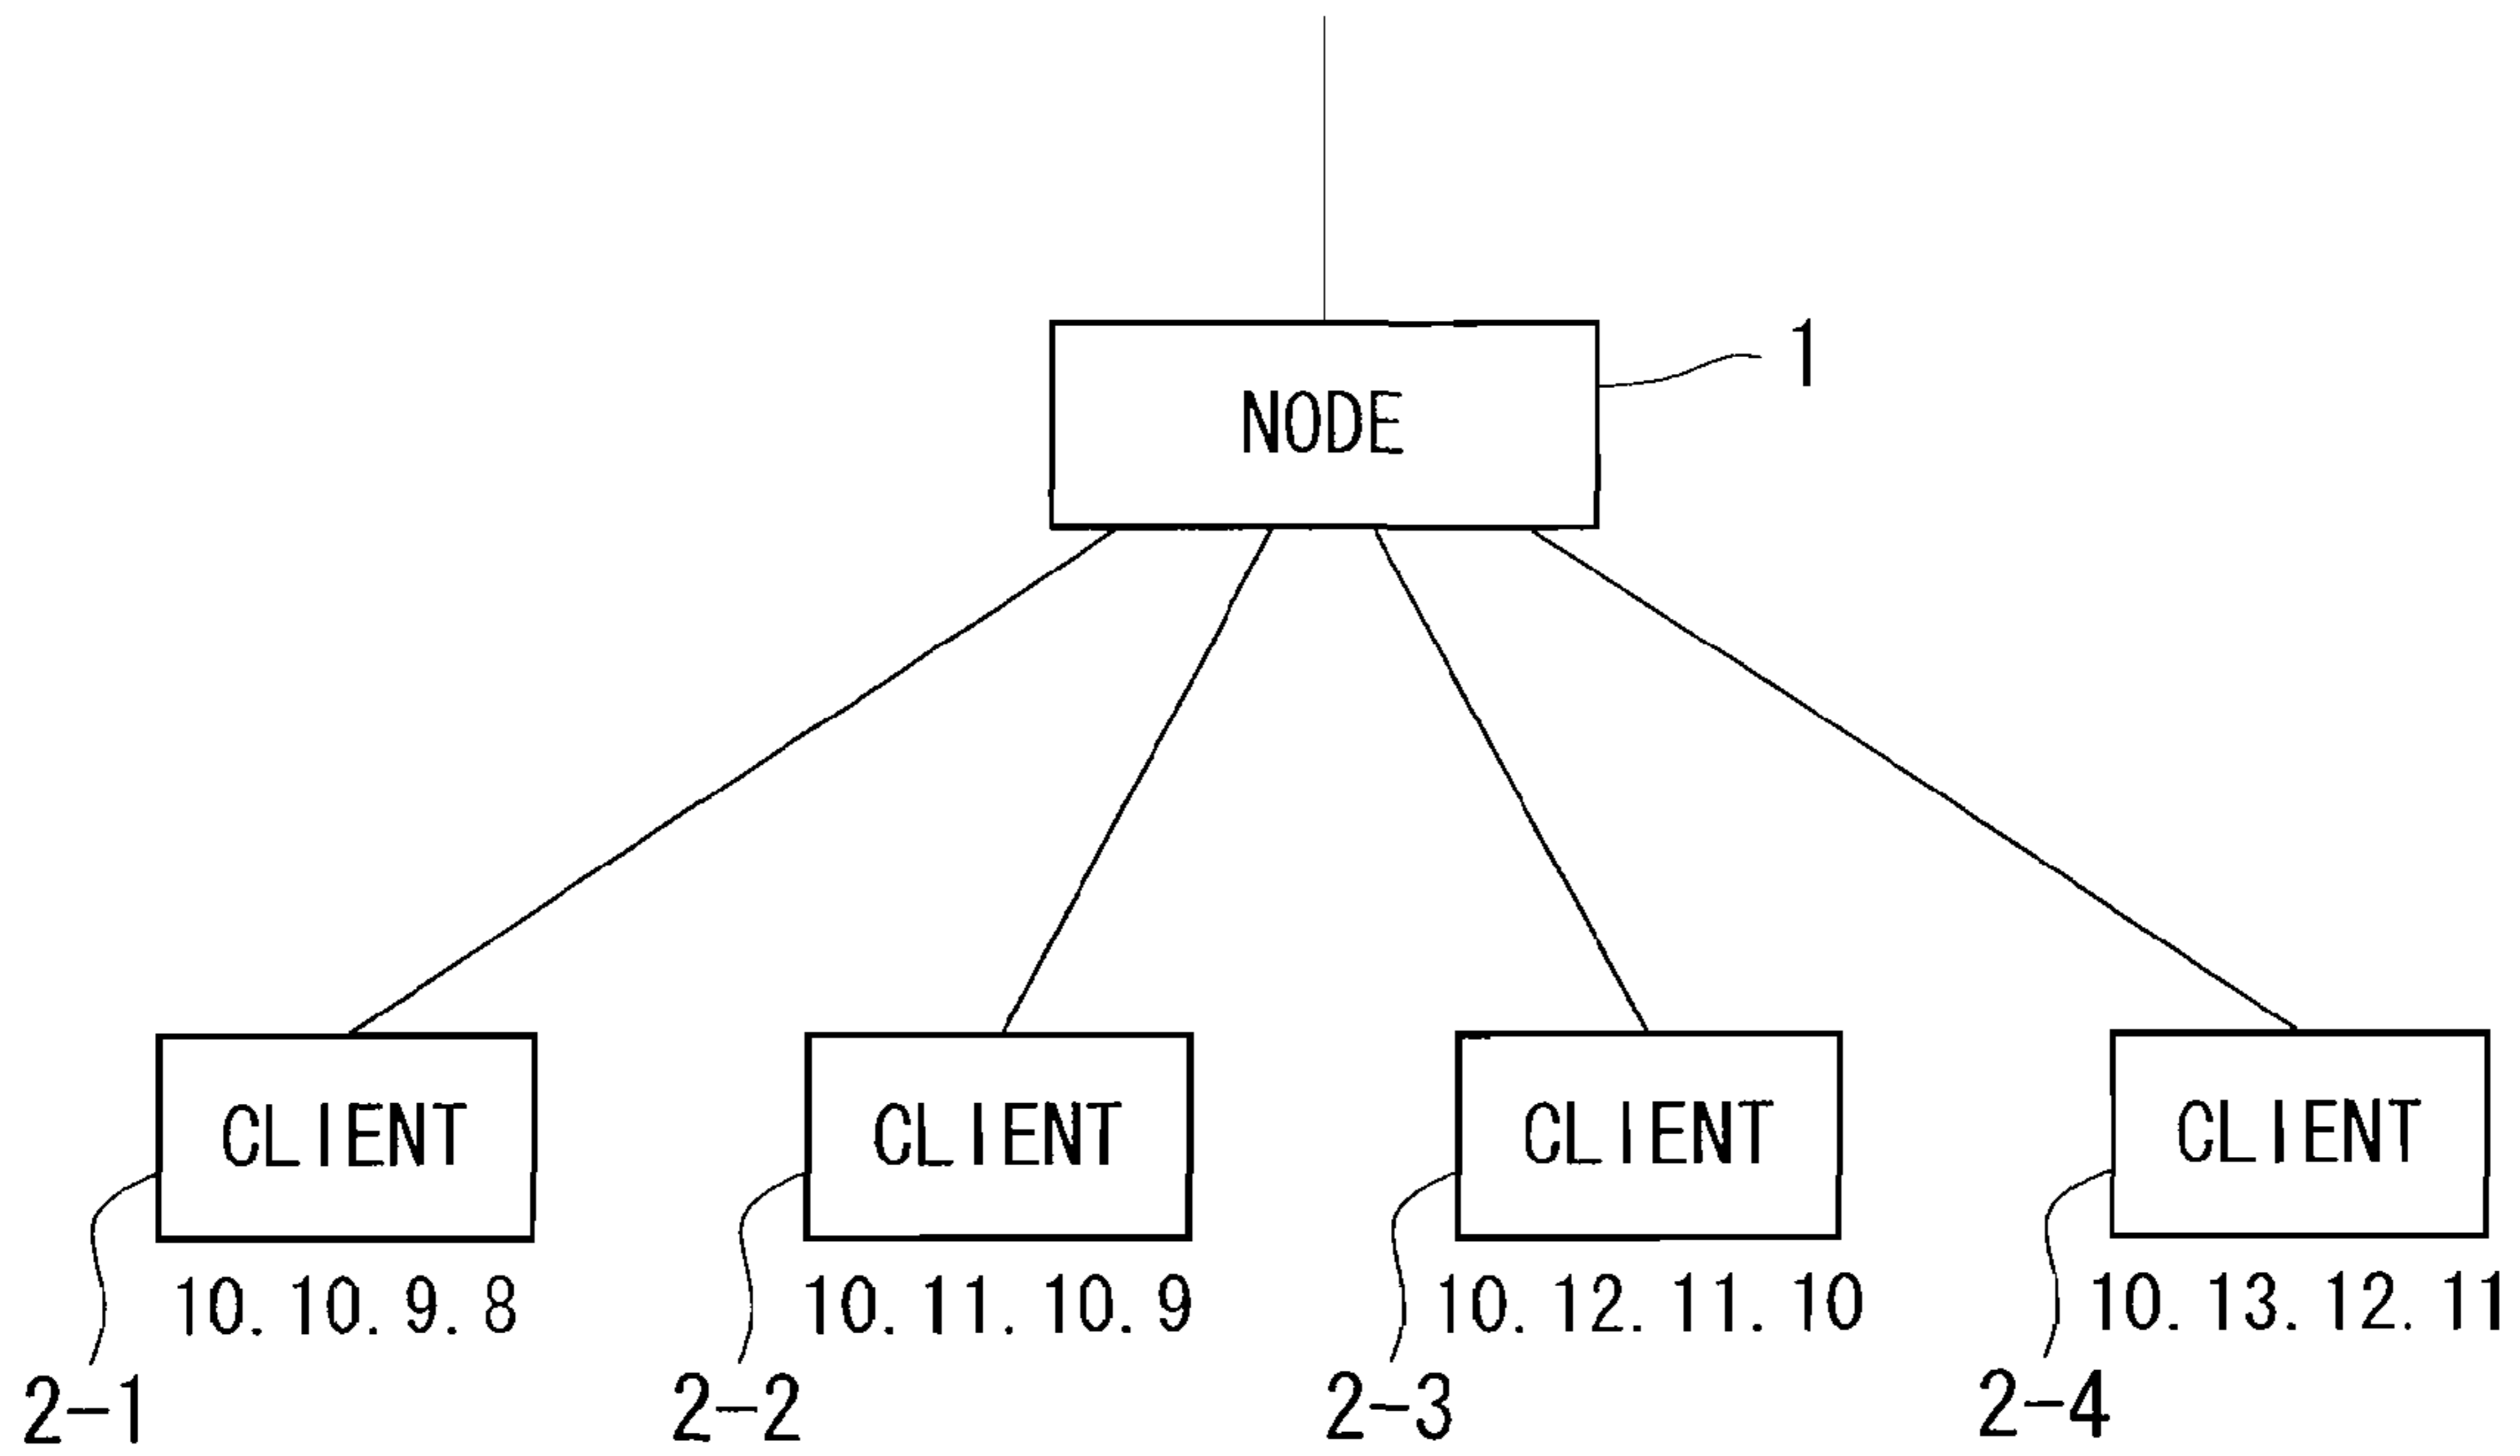 1
NODE
CLIENT CLIENT CLIENT CLIENT
10.10.9.8 10.11.10.9 10.12.11.10 10.13.12.11
2-1 2-2 2-3 2-4